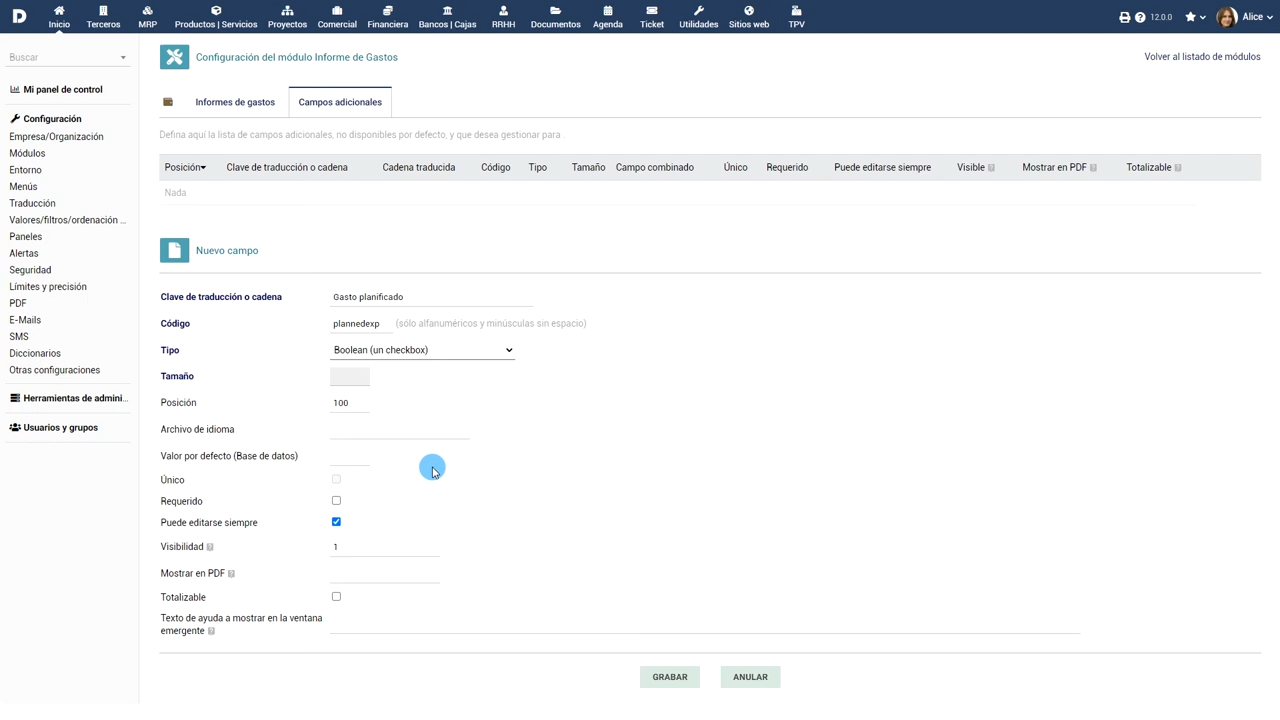 D
Inicio
Terceros
MRP
Productos | Servicios
Proyectos
Comercial
Financiera
Bancos | Cajas
RRHH
Documentos
Agenda
Ticket
Utilidades
Sitios web
TPV
12.0.0
Alice
Buscar
Mi panel de control
Configuración
Empresa/Organización
Módulos
Entorno
Menús
Traducción
Valores/filtros/ordenación ...
Paneles
Alertas
Seguridad
Límites y precisión
PDF
E-Mails
SMS
Diccionarios
Otras configuraciones
Herramientas de admini...
Usuarios y grupos
Configuración del módulo Informe de Gastos
Volver al listado de módulos
Informes de gastos
Campos adicionales
Defina aquí la lista de campos adicionales, no disponibles por defecto, y que desea gestionar para .
Posición Clave de traducción o cadena Cadena traducida Código Tipo Tamaño Campo combinado Único Requerido Puede editarse siempre Visible ? Mostrar en PDF ? Totalizable ?
Nada
Nuevo campo
Clave de traducción o cadena Gasto planificado
Código plannedexp (sólo alfanuméricos y minúsculas sin espacio)
Tipo Boolean (un checkbox)
Tamaño
Posición 100
Archivo de idioma
Valor por defecto (Base de datos)
Único
Requerido
Puede editarse siempre
Visibilidad ? 1
Mostrar en PDF ?
Totalizable
Texto de ayuda a mostrar en la ventana
emergente ?
GRABAR
ANULAR